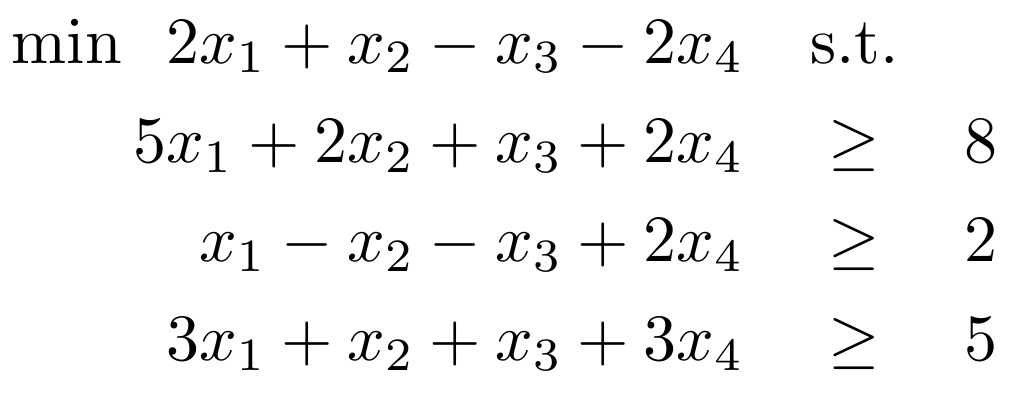 min 2x₁ + x₂ − x₃ − 2x₄ s.t.
5x₁ + 2x₂ + x₃ + 2x₄ ≥ 8
x₁ − x₂ − x₃ + 2x₄ ≥ 2
3x₁ + x₂ + x₃ + 3x₄ ≥ 5